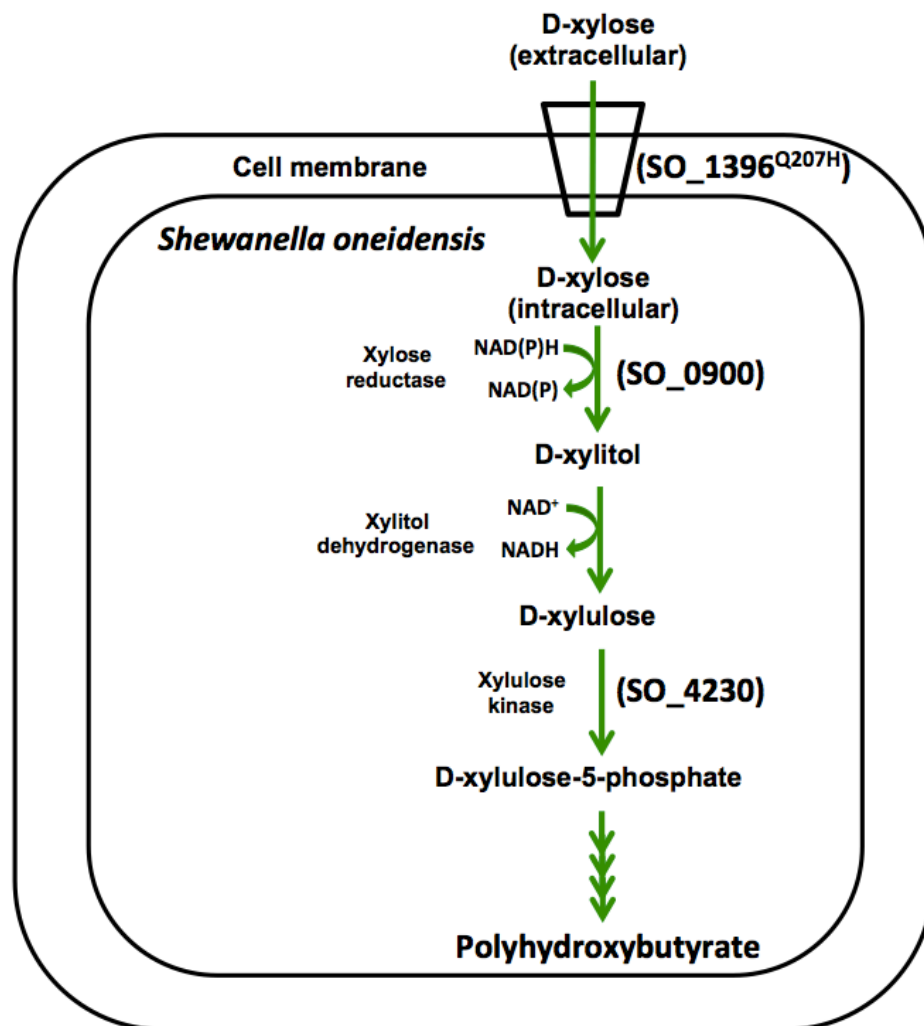 D-xylose
(extracellular)
Cell membrane
(SO_1396^Q207H)
Shewanella oneidensis
D-xylose
(intracellular)
Xylose
reductase
NAD(P)H
NAD(P)
(SO_0900)
D-xylitol
Xylitol
dehydrogenase
NAD⁺
NADH
D-xylulose
Xylulose
kinase
(SO_4230)
D-xylulose-5-phosphate
Polyhydroxybutyrate